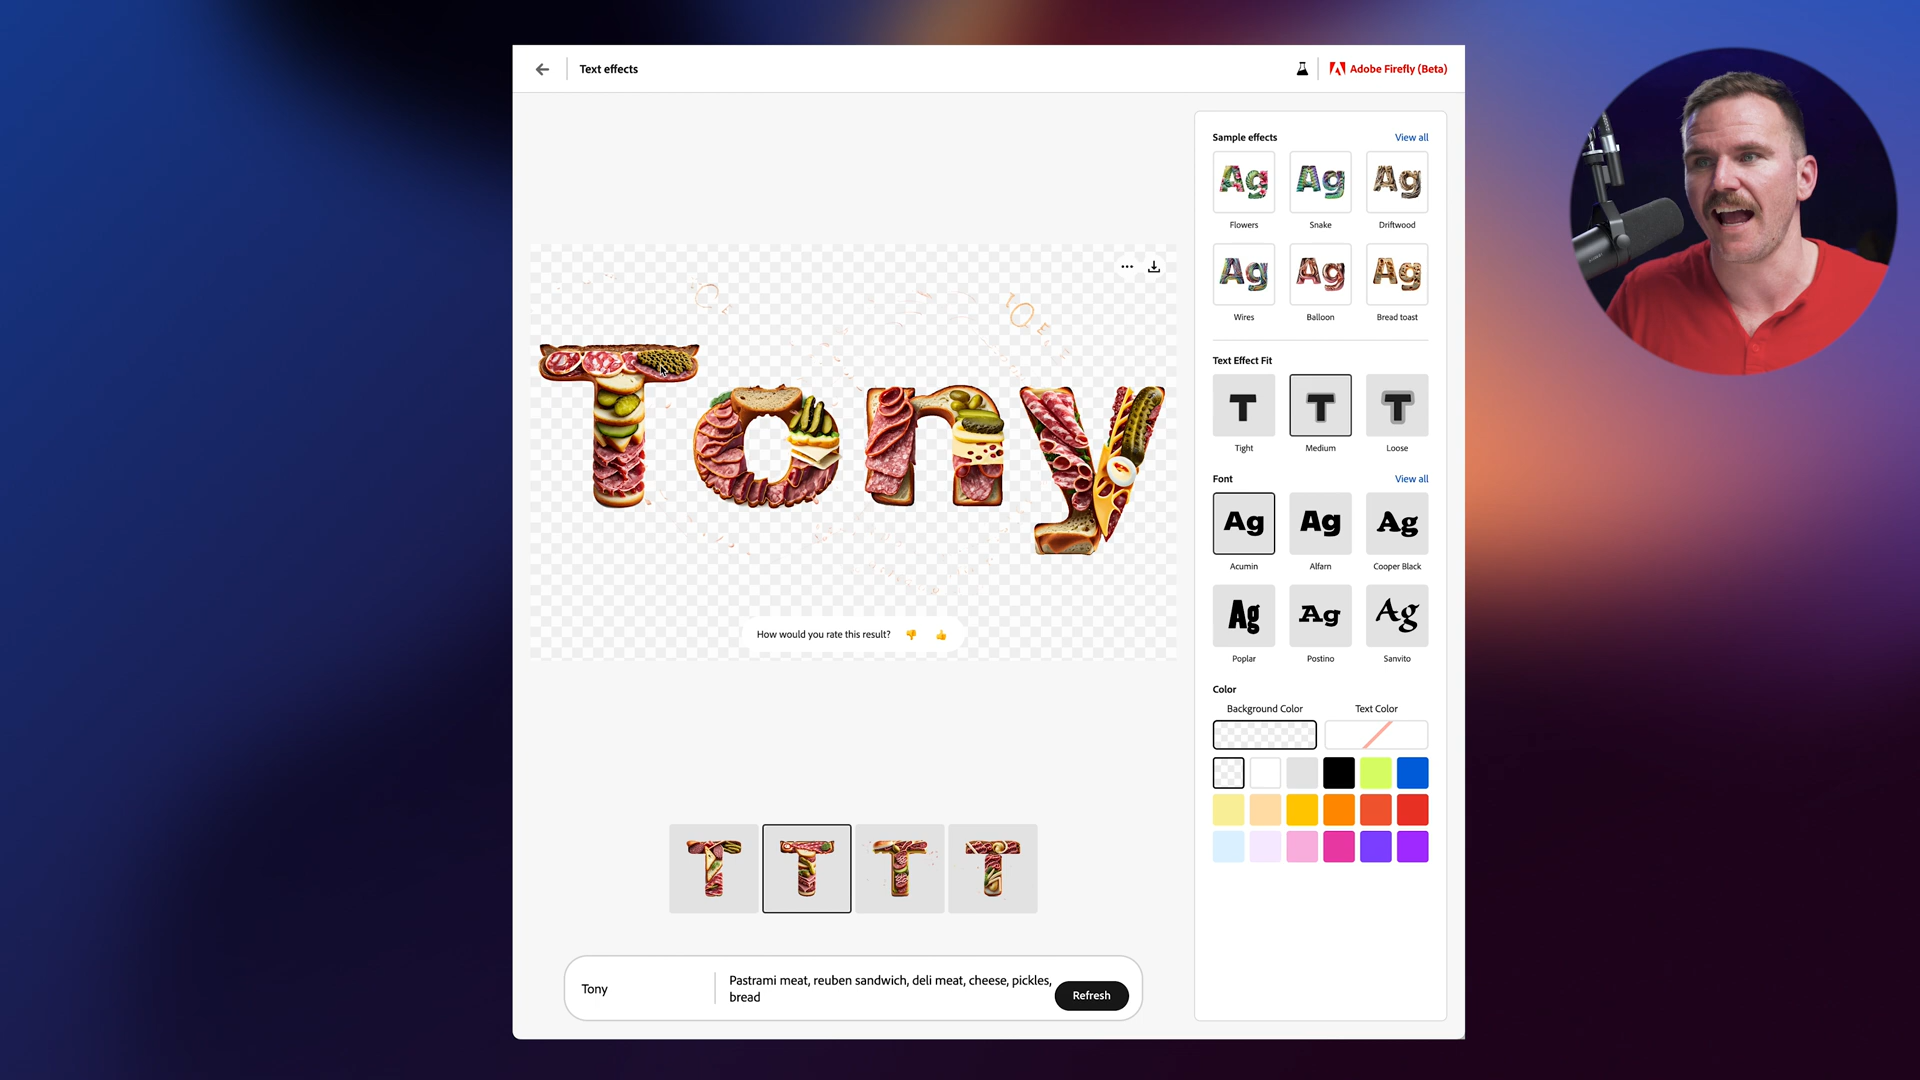 Text effects
Adobe Firefly (Beta)
Sample effects
View all
Ag
Ag
Ag
Flowers
Snake
Driftwood
Ag
Ag
Ag
Wires
Balloon
Bread toast
Tony
Text Effect Fit
T
T
T
Tight
Medium
Loose
Font
View all
Ag
Ag
Ag
Acumin
Alfarn
Cooper Black
Ag
Ag
Ag
Poplar
Postino
Sanvito
How would you rate this result?
Color
Background Color
Text Color
T
T
T
T
Tony
Pastrami meat, reuben sandwich, deli meat, cheese, pickles,
bread
Refresh